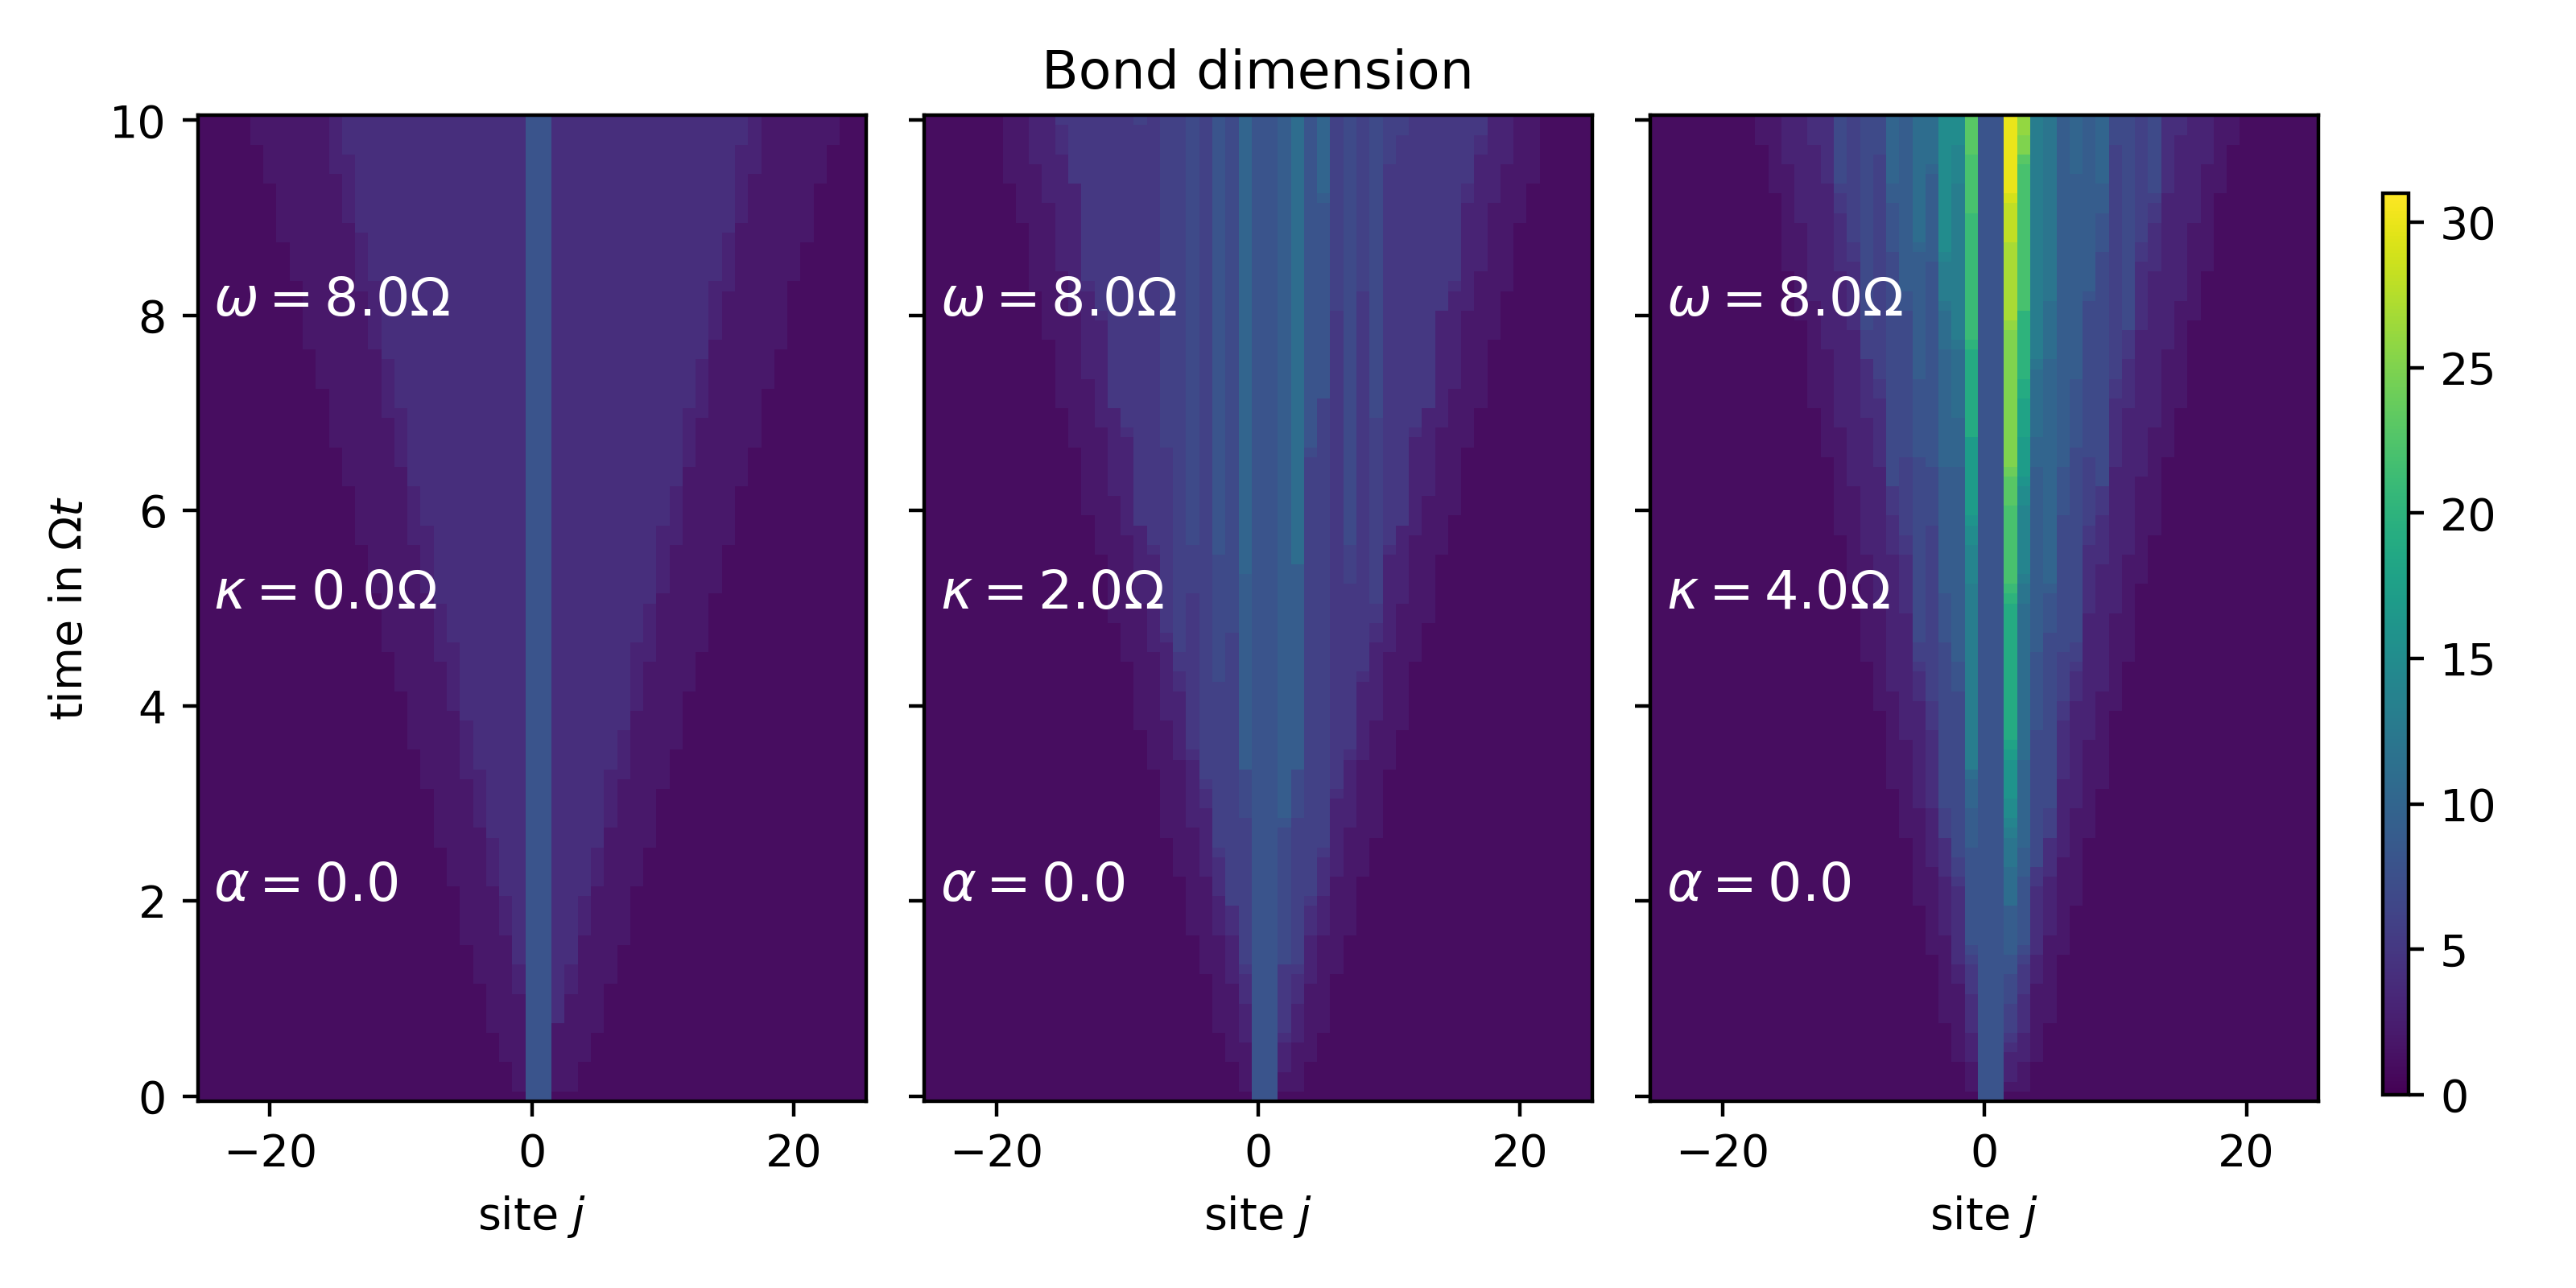 Bond dimension
time in Ωt
10
8
6
4
2
0
ω = 8.0Ω
κ = 0.0Ω
α = 0.0
−20 0 20
site j
ω = 8.0Ω
κ = 2.0Ω
α = 0.0
−20 0 20
site j
ω = 8.0Ω
κ = 4.0Ω
α = 0.0
−20 0 20
site j
30
25
20
15
10
5
0